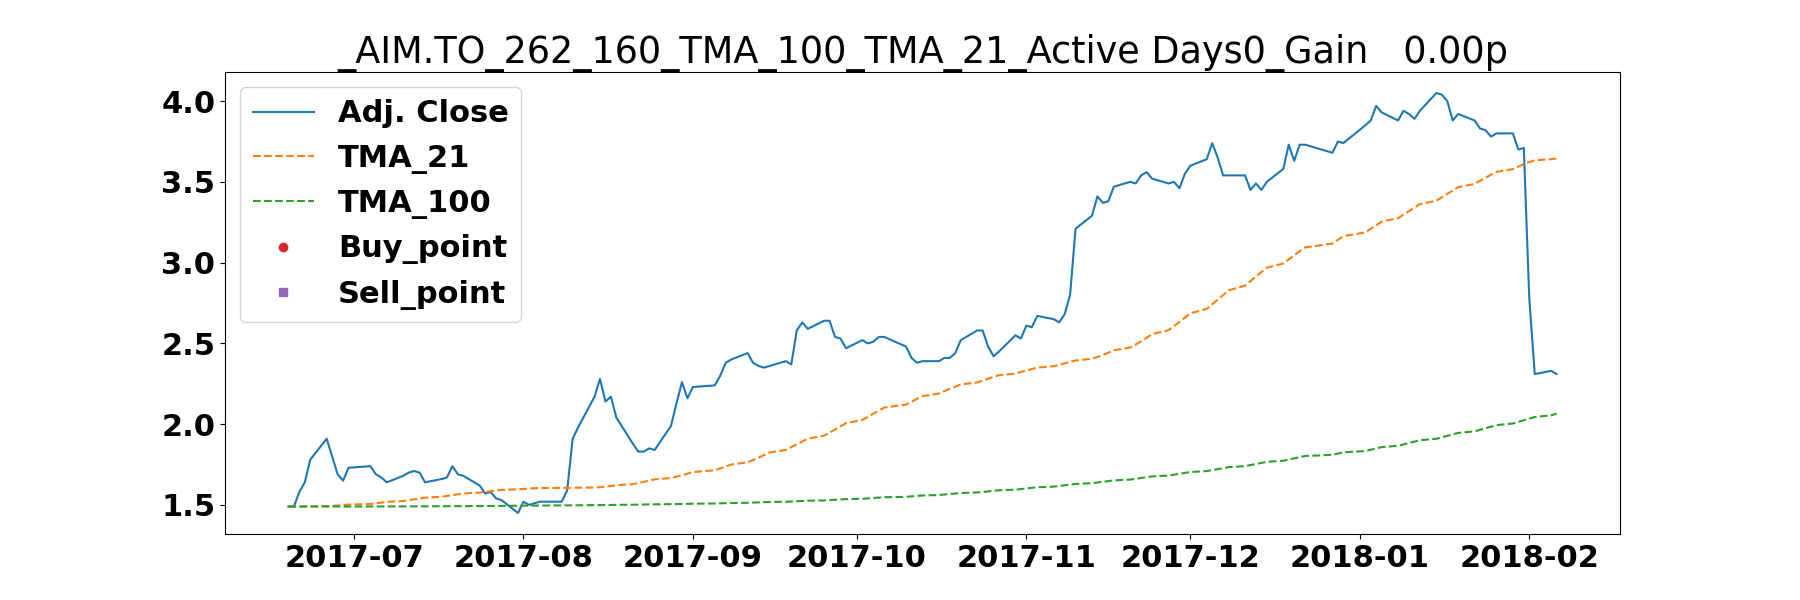 _AIM.TO_262_160_TMA_100_TMA_21_Active Days0_Gain   0.00p
Adj. Close
TMA_21
TMA_100
Buy_point
Sell_point
4.0
3.5
3.0
2.5
2.0
1.5
2017-07 2017-08 2017-09 2017-10 2017-11 2017-12 2018-01 2018-02